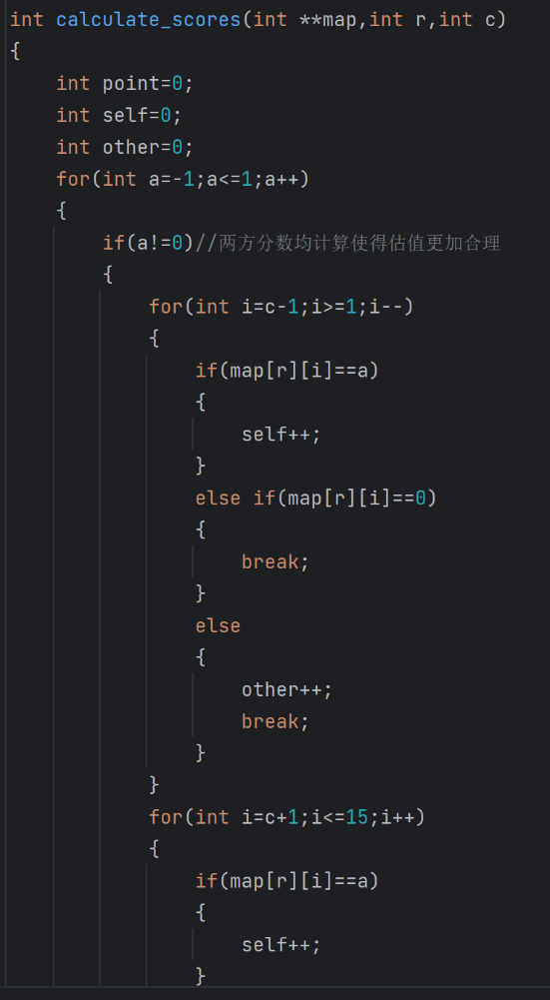 int calculate_scores(int **map,int r,int c)
{
    int point=0;
    int self=0;
    int other=0;
    for(int a=-1;a<=1;a++)
    {
        if(a!=0)//两方分数均计算使得估值更加合理
        {
            for(int i=c-1;i>=1;i--)
            {
                if(map[r][i]==a)
                {
                    self++;
                }
                else if(map[r][i]==0)
                {
                    break;
                }
                else
                {
                    other++;
                    break;
                }
            }
            for(int i=c+1;i<=15;i++)
            {
                if(map[r][i]==a)
                {
                    self++;
                }